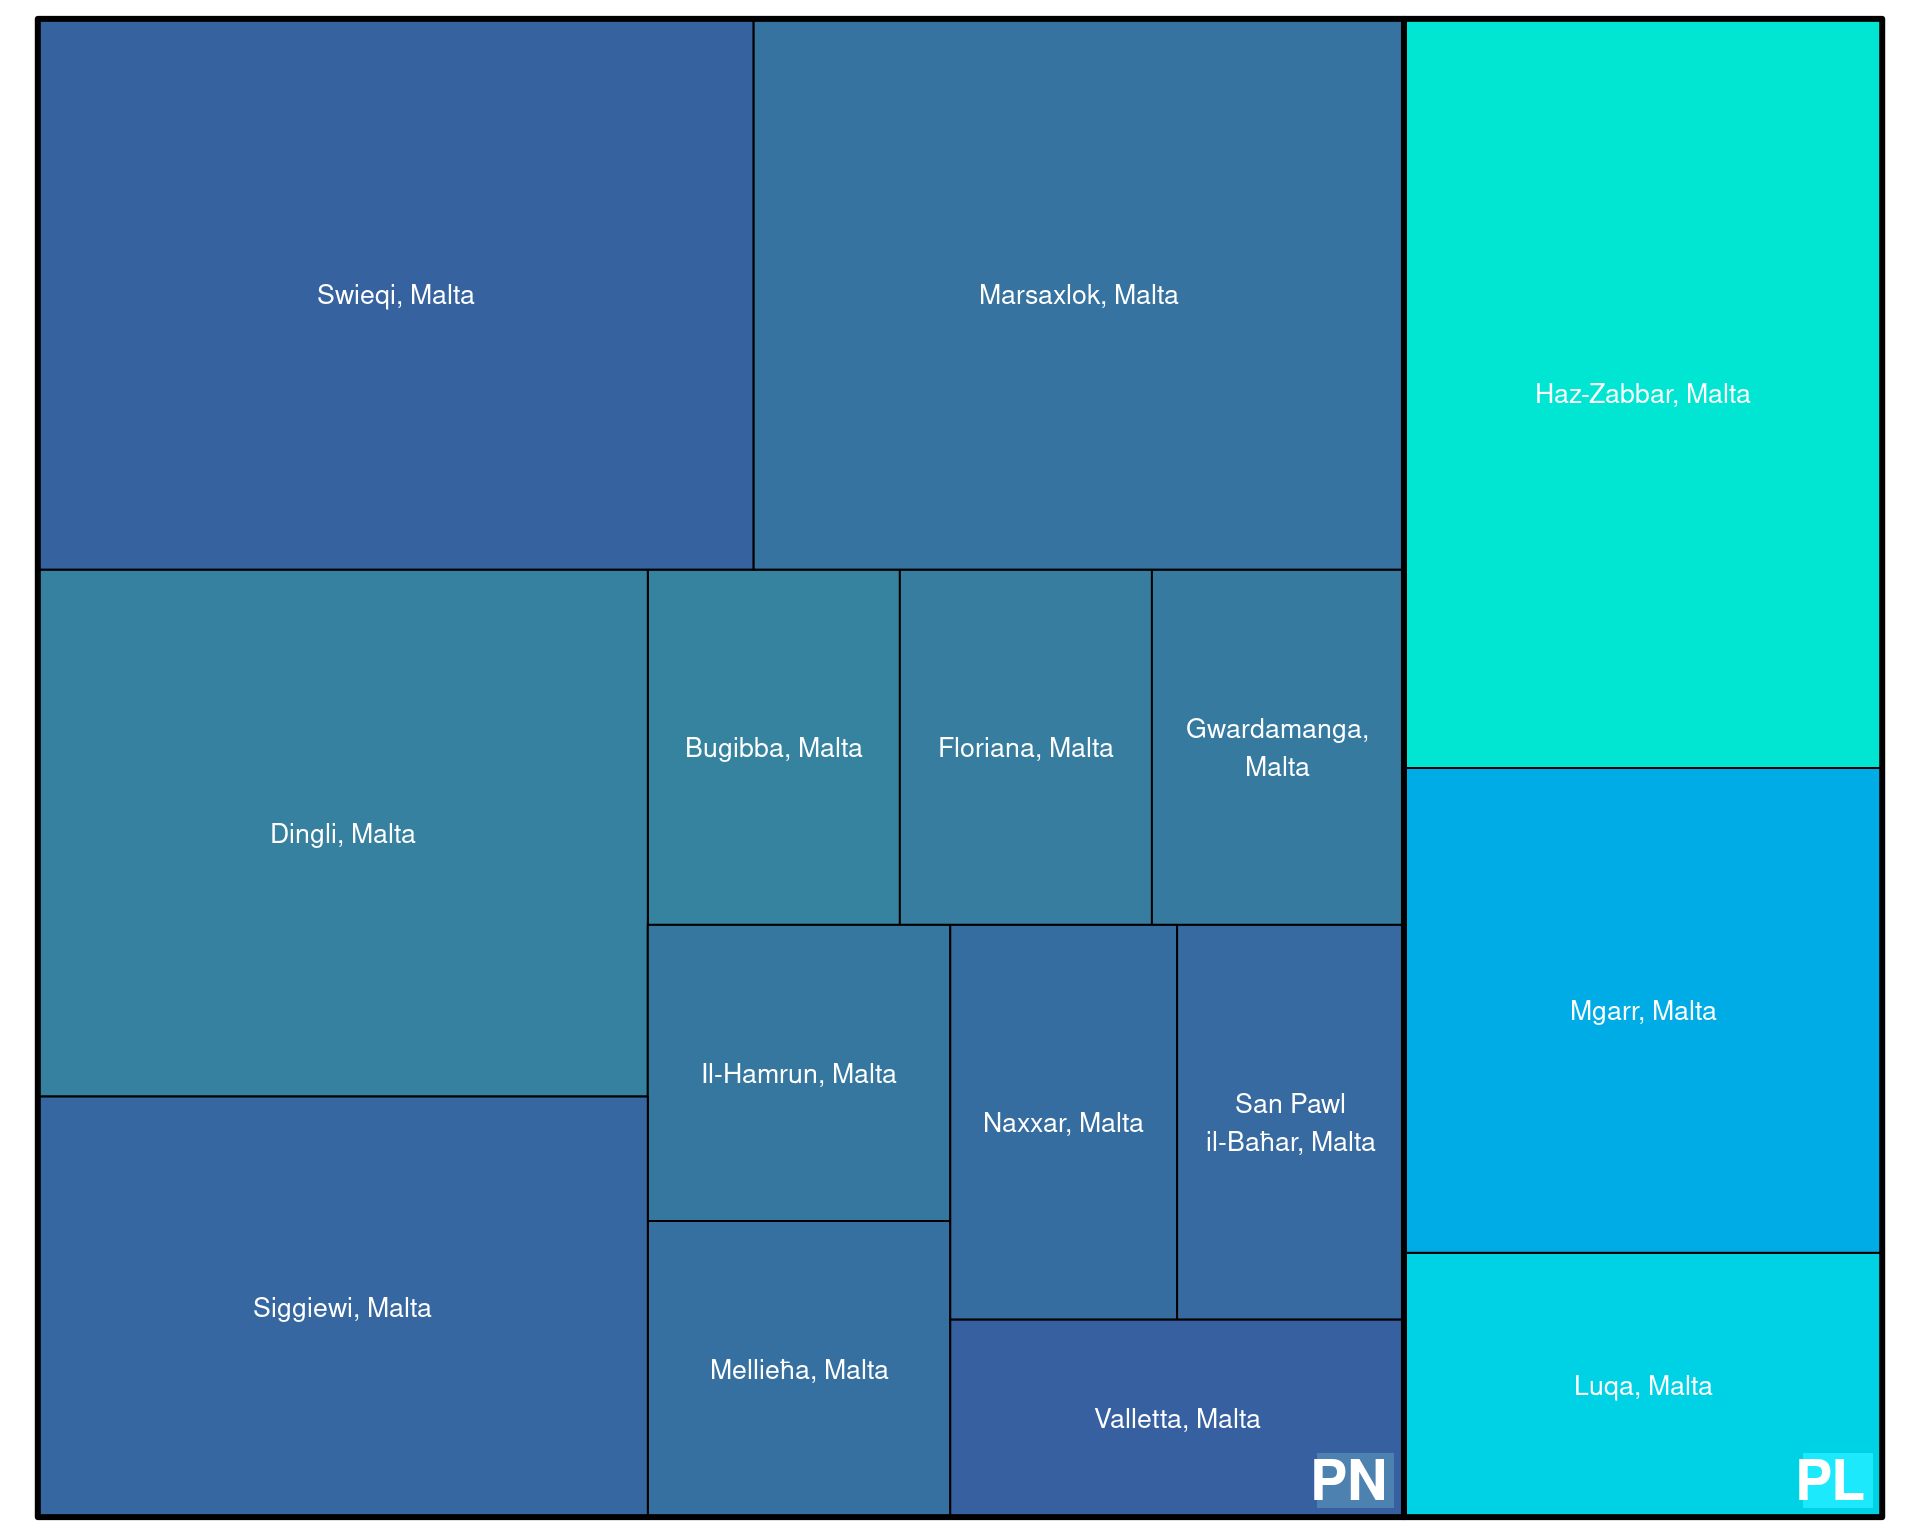 Swieqi, Malta
Marsaxlok, Malta
Haz-Zabbar, Malta
Dingli, Malta
Bugibba, Malta
Floriana, Malta
Gwardamanga,
Malta
Mgarr, Malta
Il-Hamrun, Malta
Naxxar, Malta
San Pawl
il-Baħar, Malta
Siggiewi, Malta
Mellieħa, Malta
Valletta, Malta
Luqa, Malta
PN
PL